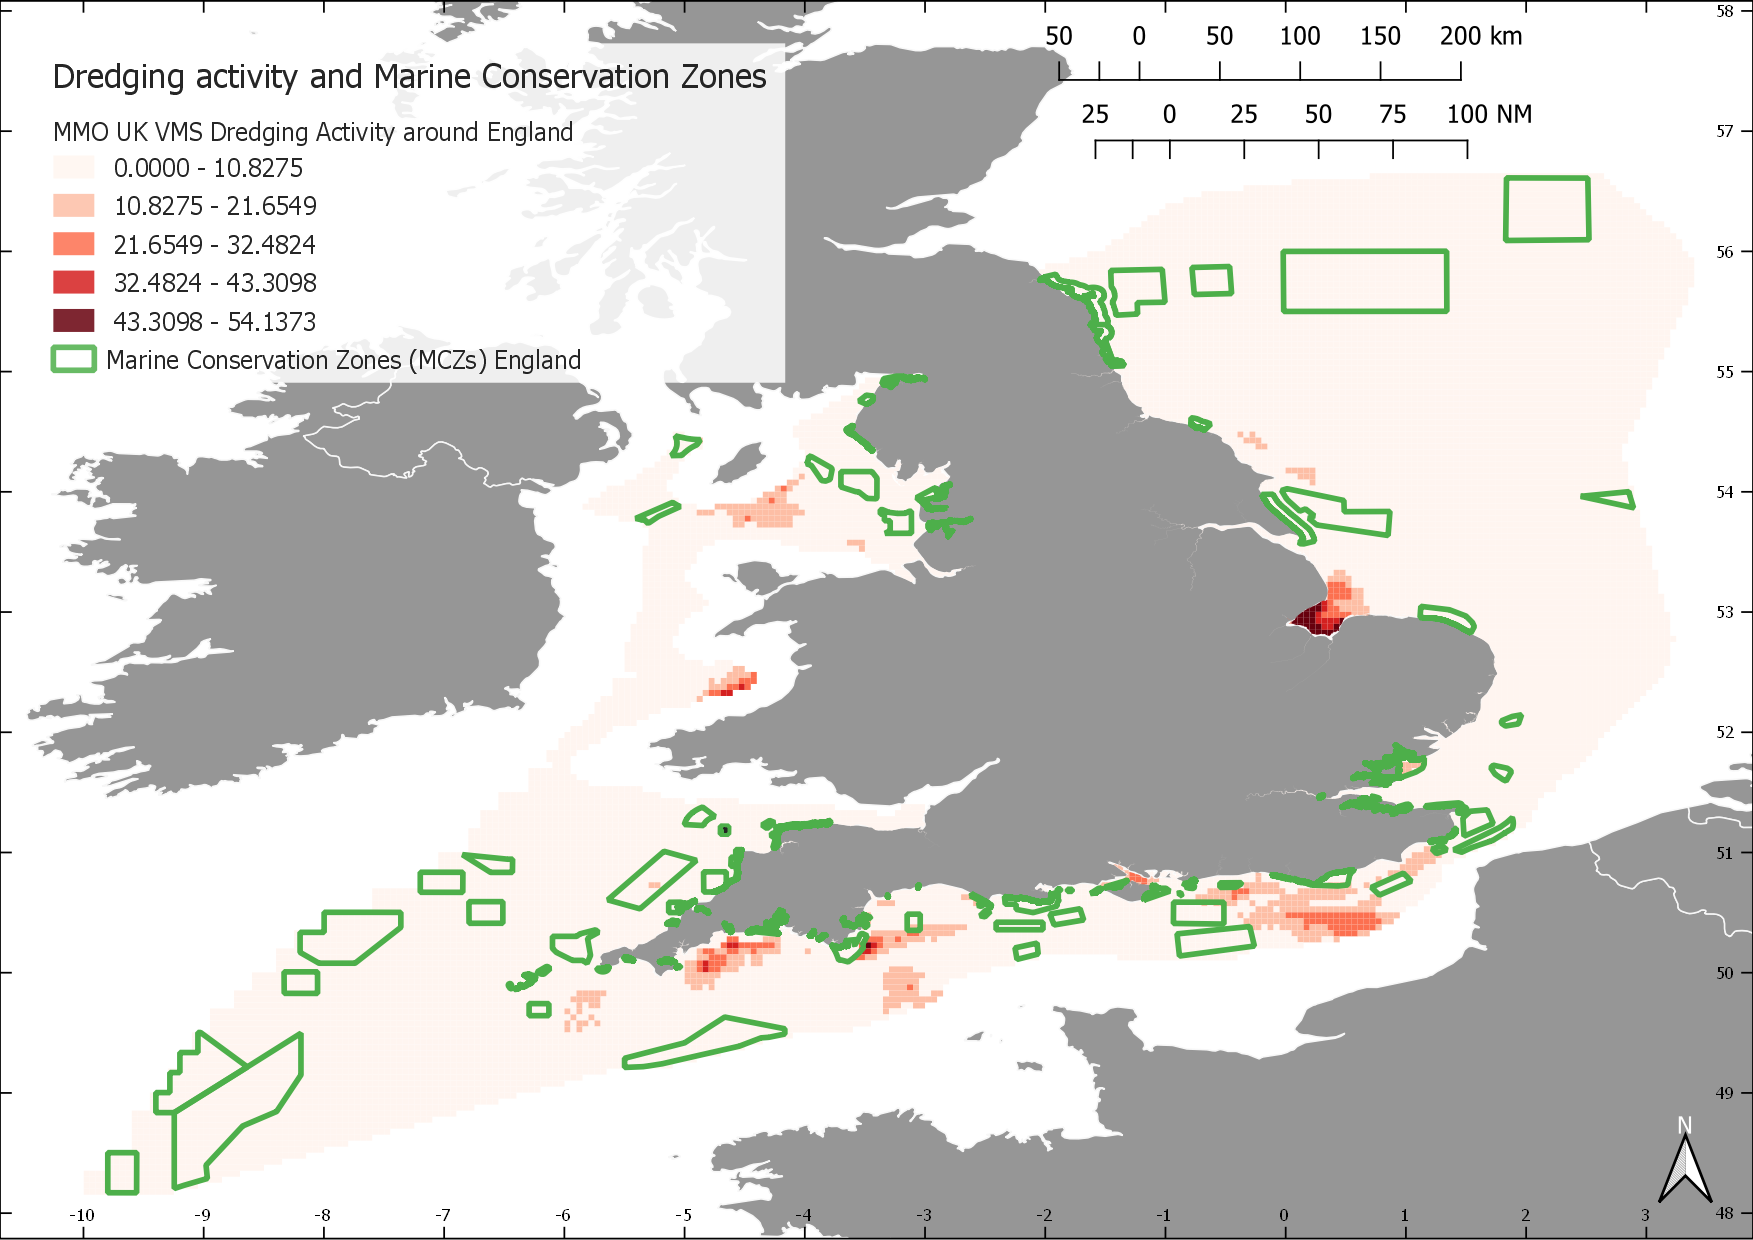 Dredging activity and Marine Conservation Zones
MMO UK VMS Dredging Activity around England
0.0000 - 10.8275
10.8275 - 21.6549
21.6549 - 32.4824
32.4824 - 43.3098
43.3098 - 54.1373
Marine Conservation Zones (MCZs) England
50 0 50 100 150 200 km
25 0 25 50 75 100 NM
58
57
56
55
54
53
52
51
50
49
48
N
-10 -9 -8 -7 -6 -5 -4 -3 -2 -1 0 1 2 3